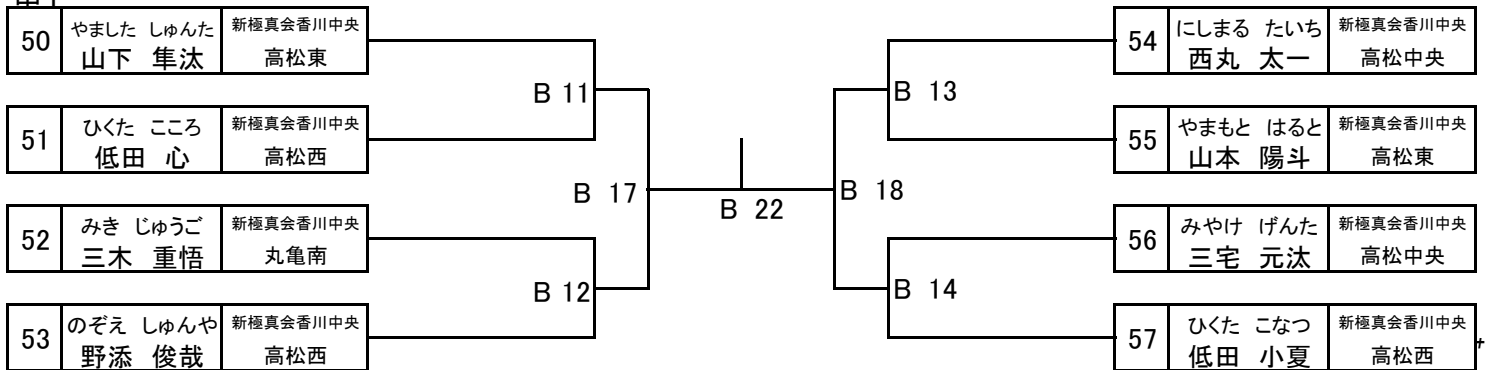 50 やました しゅんた 新極真会香川中央
山下 隼汰 高松東
51 ひくた こころ 新極真会香川中央
低田 心 高松西
52 みき じゅうご 新極真会香川中央
三木 重悟 丸亀南
53 のぞえ しゅんや 新極真会香川中央
野添 俊哉 高松西
B 11
B 12
B 17
B 22
B 18
B 13
B 14
54 にしまる たいち 新極真会香川中央
西丸 太一 高松中央
55 やまもと はると 新極真会香川中央
山本 陽斗 高松東
56 みやけ げんた 新極真会香川中央
三宅 元汰 高松中央
57 ひくた こなつ 新極真会香川中央
低田 小夏 高松西